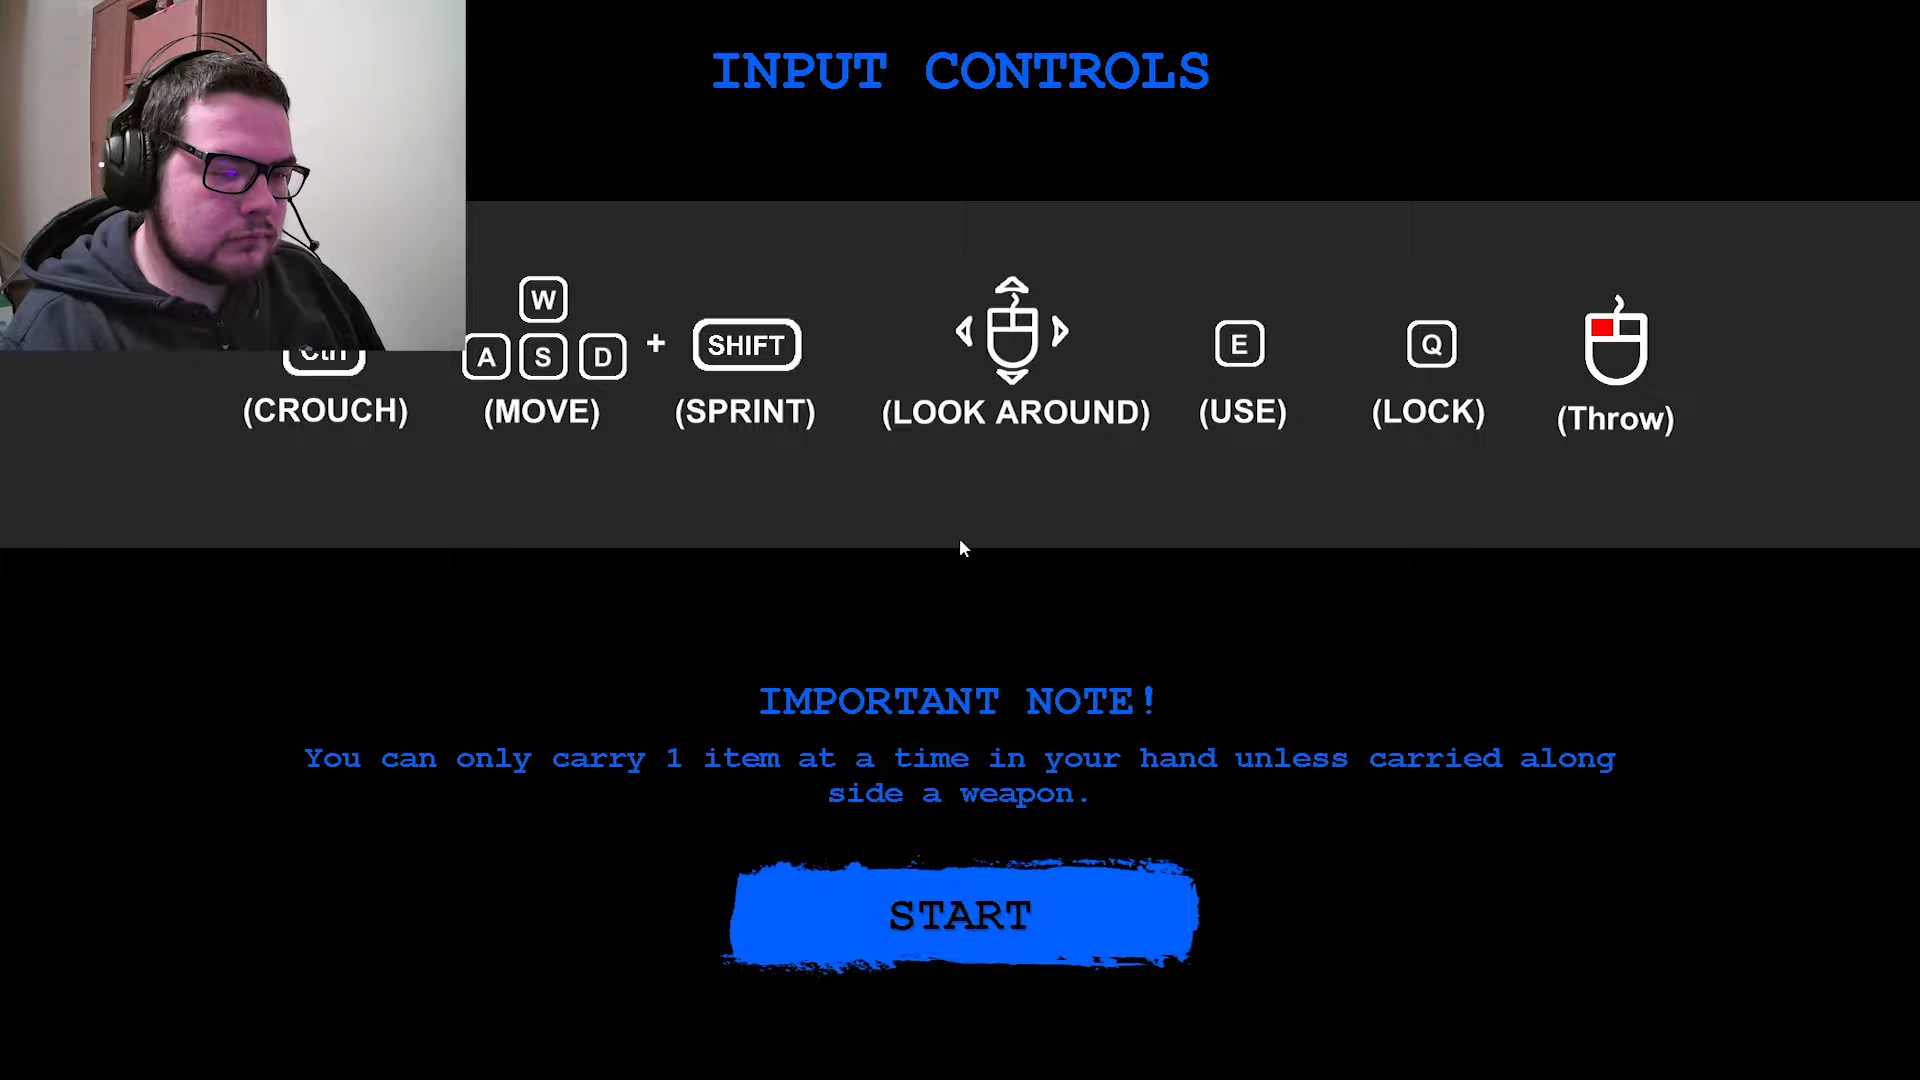 INPUT CONTROLS
W
A S D + SHIFT
E
Q
(CROUCH) (MOVE) (SPRINT) (LOOK AROUND) (USE) (LOCK) (Throw)
IMPORTANT NOTE!
You can only carry 1 item at a time in your hand unless carried along
side a weapon.
START